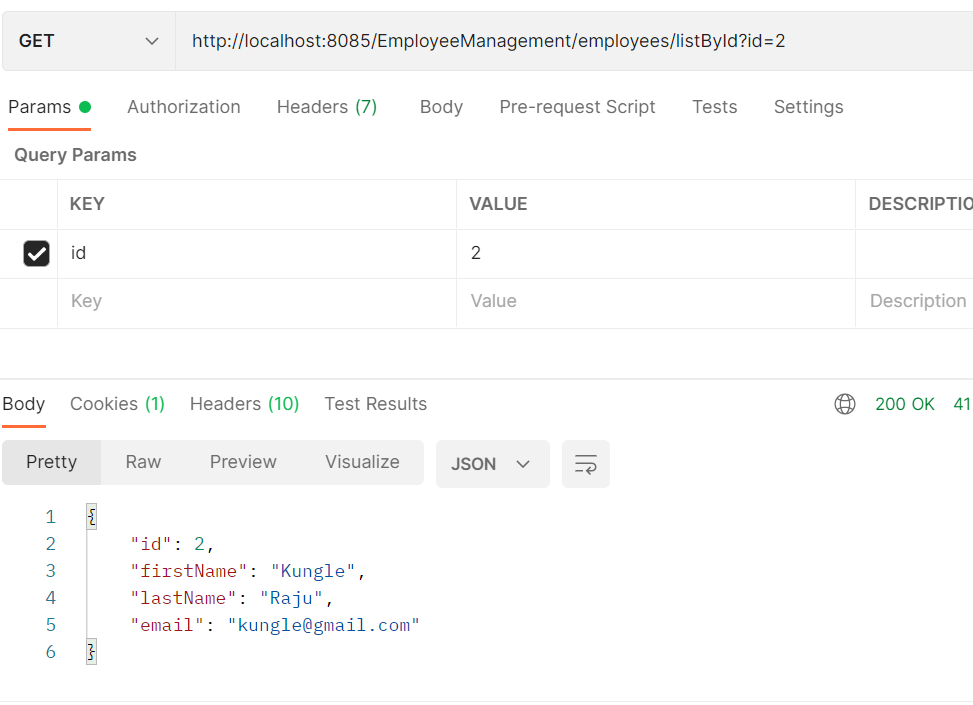 GET http://localhost:8085/EmployeeManagement/employees/listById?id=2
Params Authorization Headers (7) Body Pre-request Script Tests Settings
Query Params
KEY VALUE DESCRIPTIO
id 2
Key Value Description
Body Cookies (1) Headers (10) Test Results 200 OK 41
Pretty Raw Preview Visualize JSON
1 {
2 "id": 2,
3 "firstName": "Kungle",
4 "lastName": "Raju",
5 "email": "kungle@gmail.com"
6 }